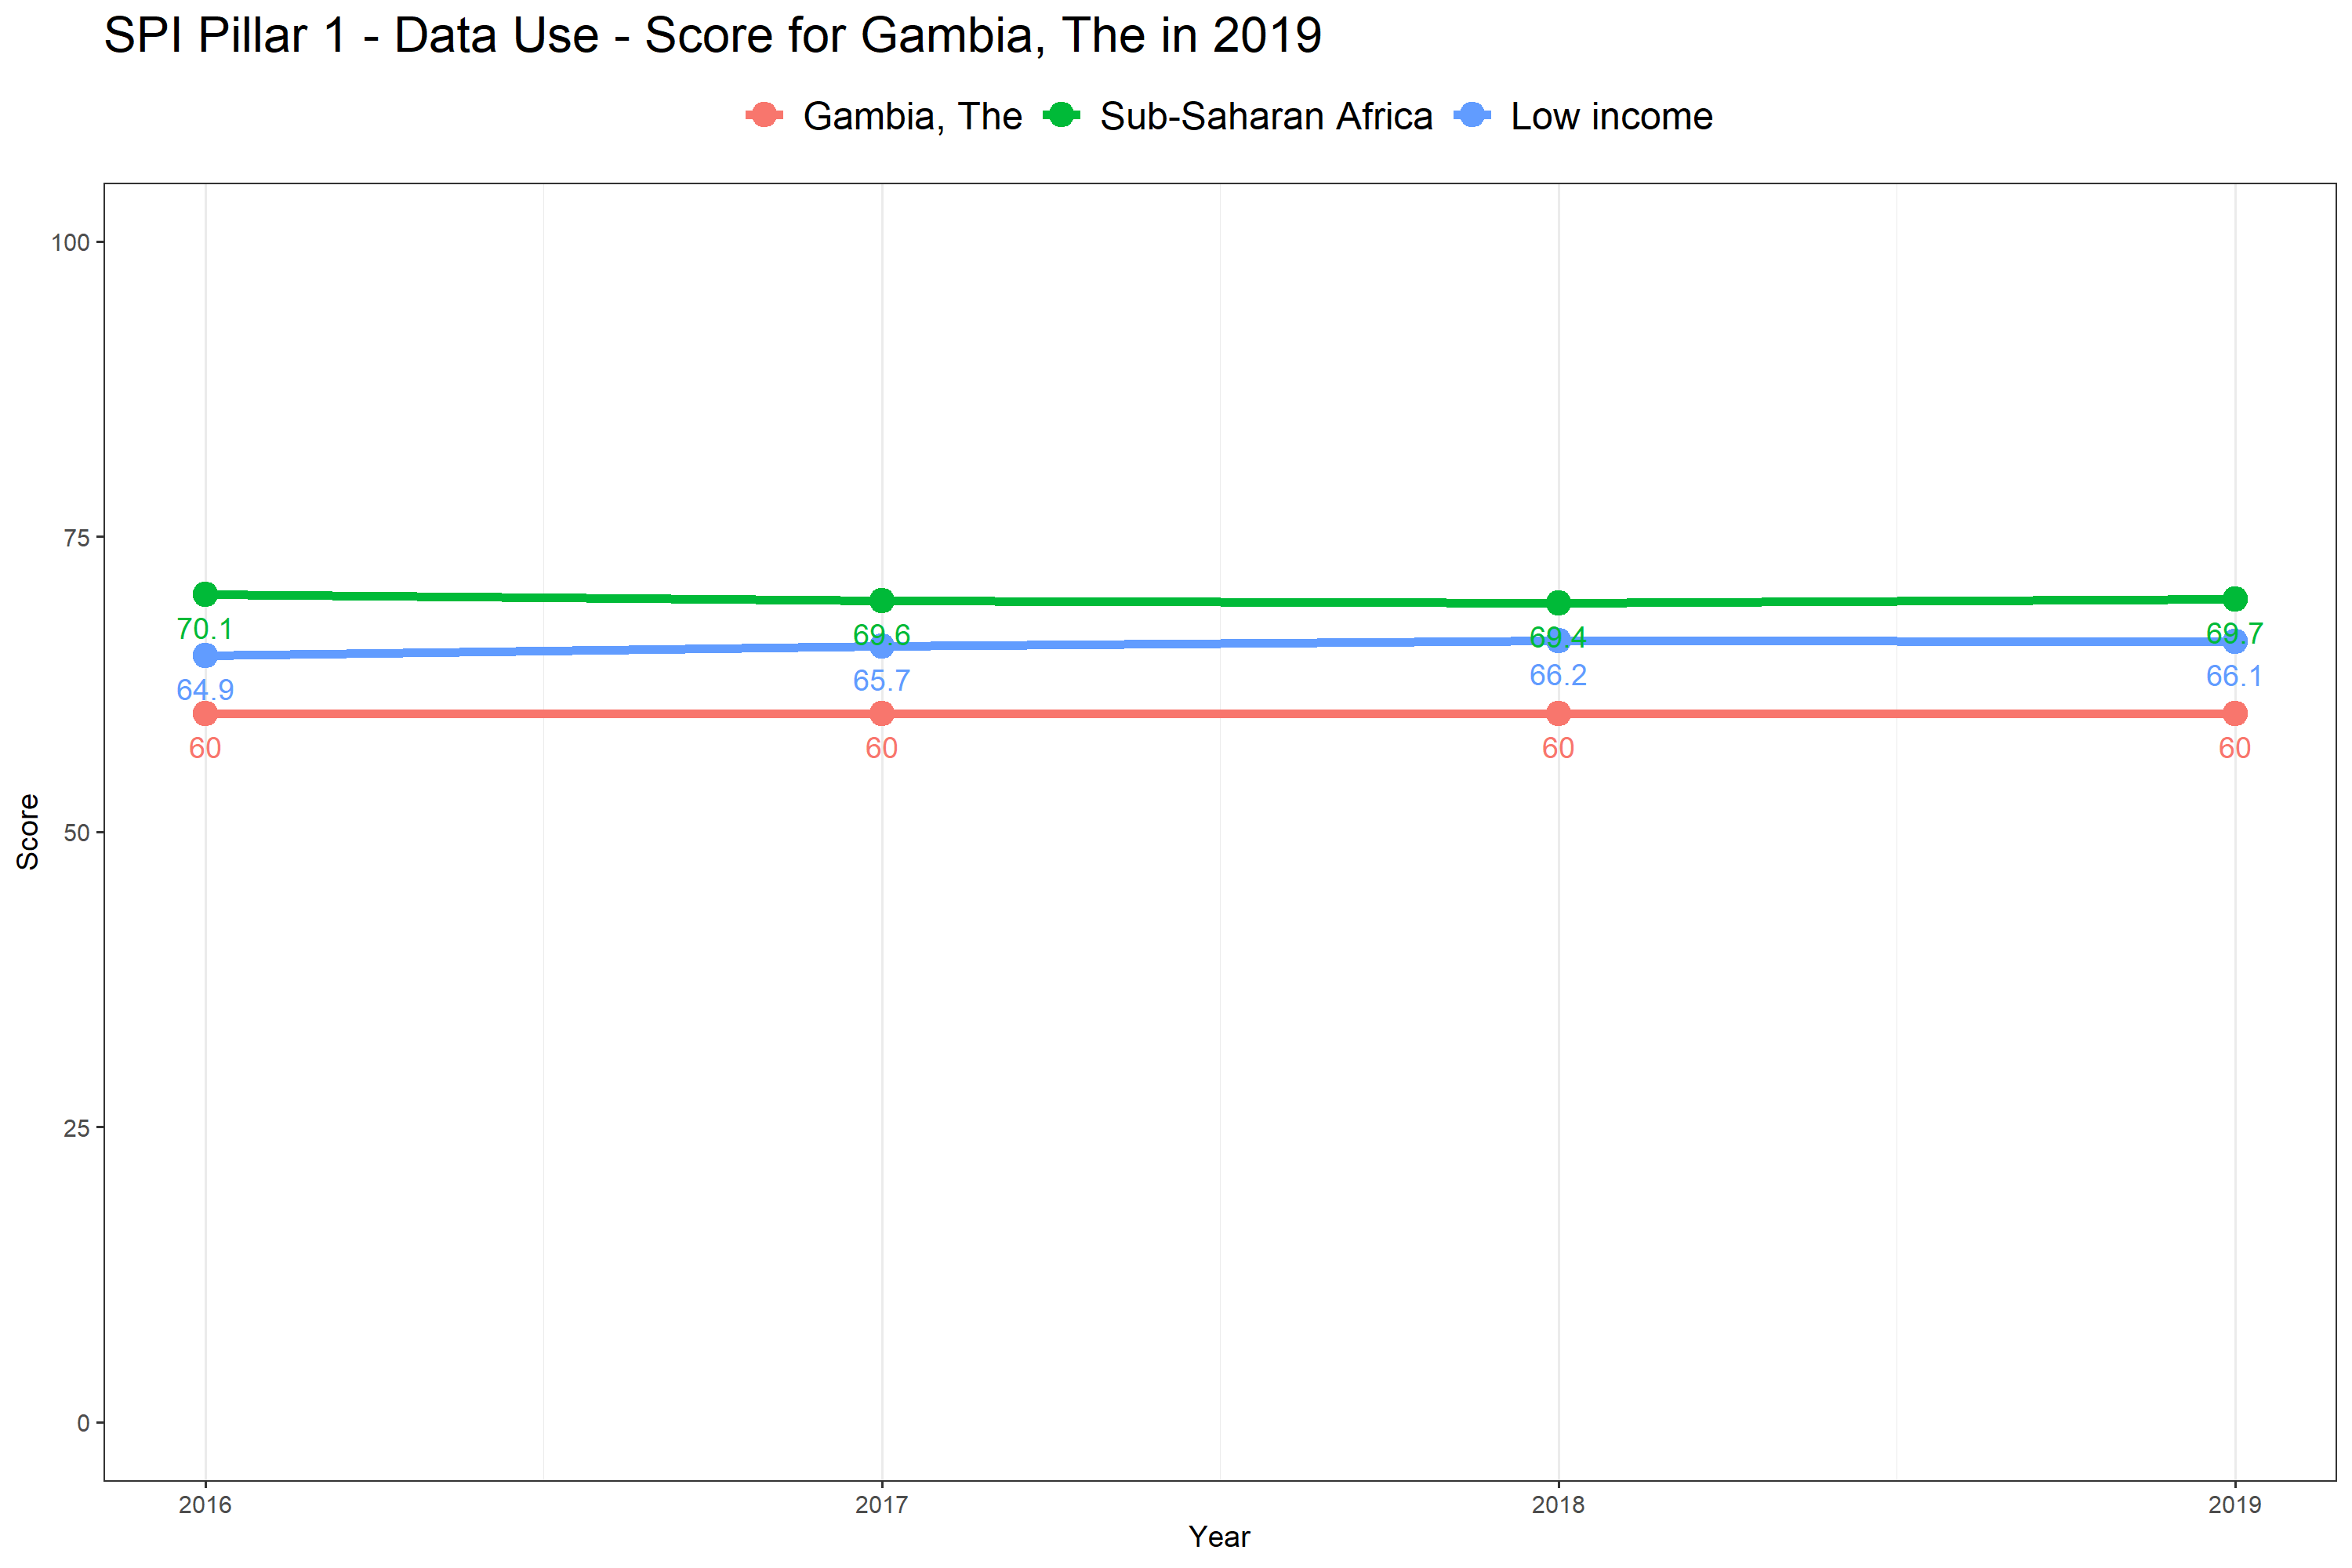 SPI Pillar 1 - Data Use - Score for Gambia, The in 2019
Gambia, The Sub-Saharan Africa Low income
100
75
50
25
0
Score
70.1 69.6 69.4 69.7
64.9 65.7 66.2 66.1
60 60 60 60
2016 2017 2018 2019
Year